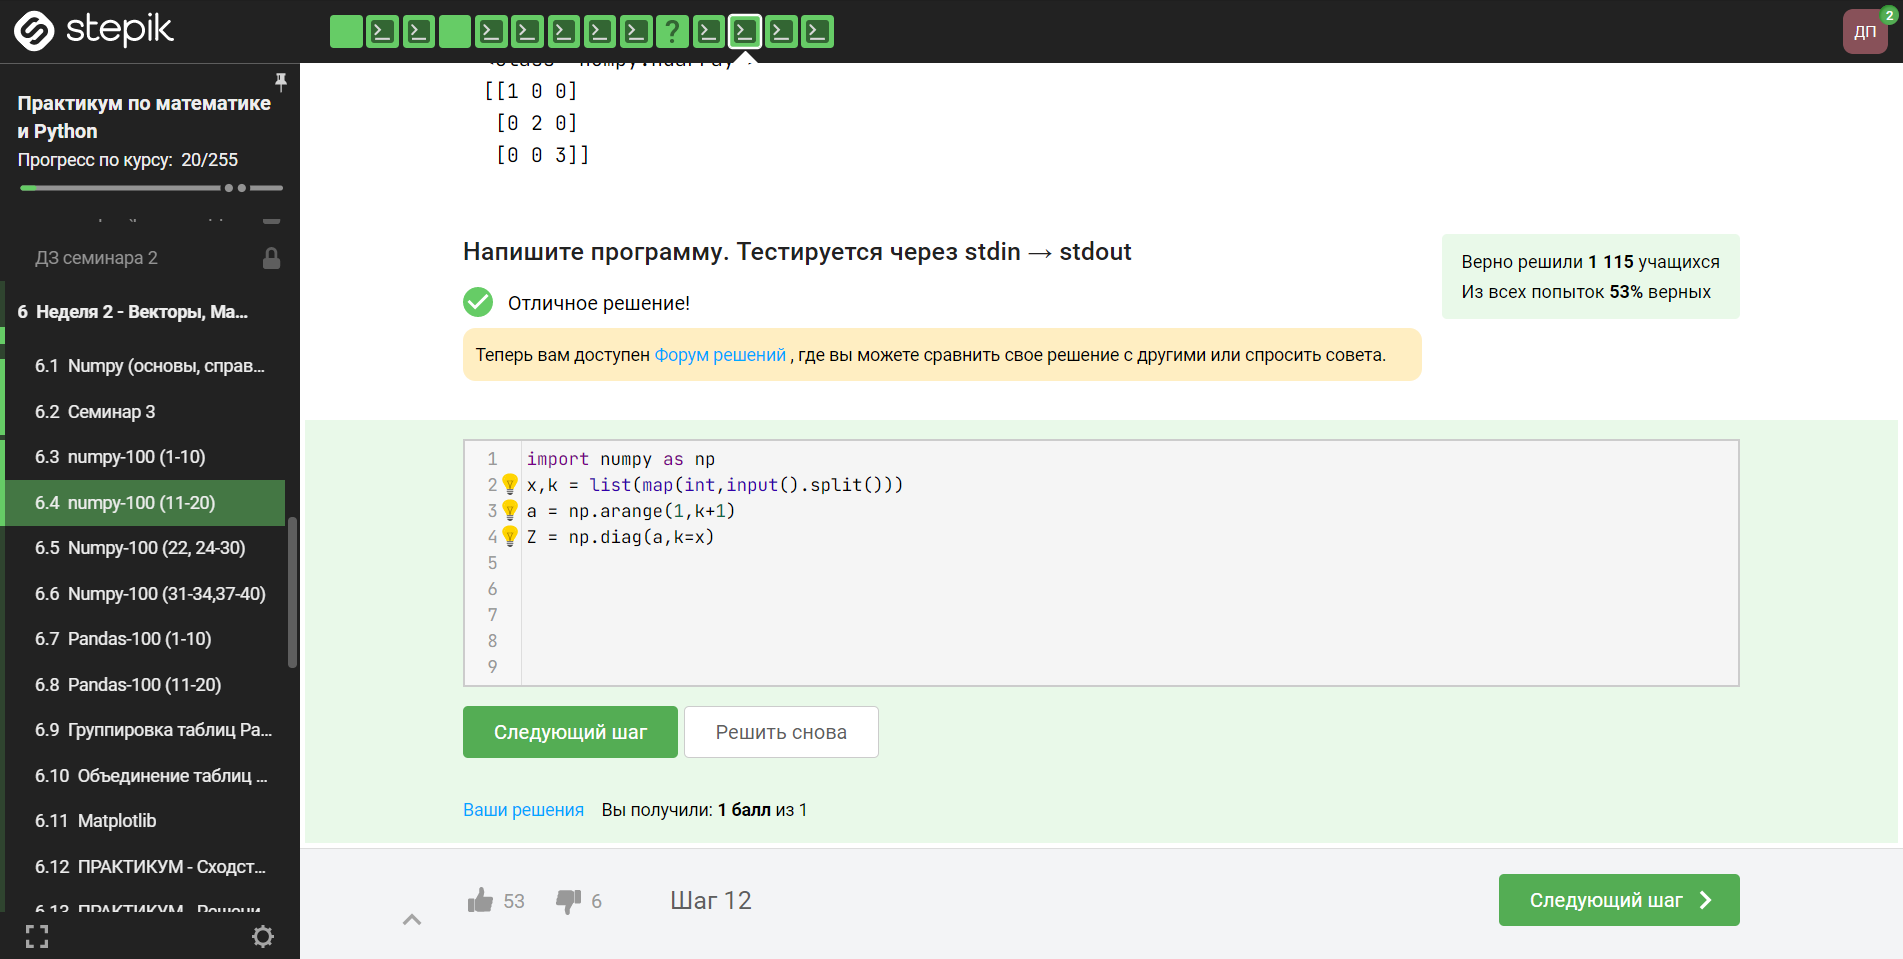 stepik
ДП
2
Практикум по математике
и Python
Прогресс по курсу: 20/255
ДЗ семинара 2
6 Неделя 2 - Векторы, Ма...
6.1 Numpy (основы, справ...
6.2 Семинар 3
6.3 numpy-100 (1-10)
6.4 numpy-100 (11-20)
6.5 Numpy-100 (22, 24-30)
6.6 Numpy-100 (31-34,37-40)
6.7 Pandas-100 (1-10)
6.8 Pandas-100 (11-20)
6.9 Группировка таблиц Pa...
6.10 Объединение таблиц ...
6.11 Matplotlib
6.12 ПРАКТИКУМ - Сходст...
6.13 ПРАКТИКУМ - Решени...
[[1 0 0]
[0 2 0]
[0 0 3]]
Напишите программу. Тестируется через stdin → stdout
Отличное решение!
Теперь вам доступен Форум решений , где вы можете сравнить свое решение с другими или спросить совета.
Верно решили 1 115 учащихся
Из всех попыток 53% верных
1 import numpy as np
2 x,k = list(map(int,input().split()))
3 a = np.arange(1,k+1)
4 Z = np.diag(a,k=x)
5
6
7
8
9
Следующий шаг
Решить снова
Ваши решения Вы получили: 1 балл из 1
53
6
Шаг 12
Следующий шаг